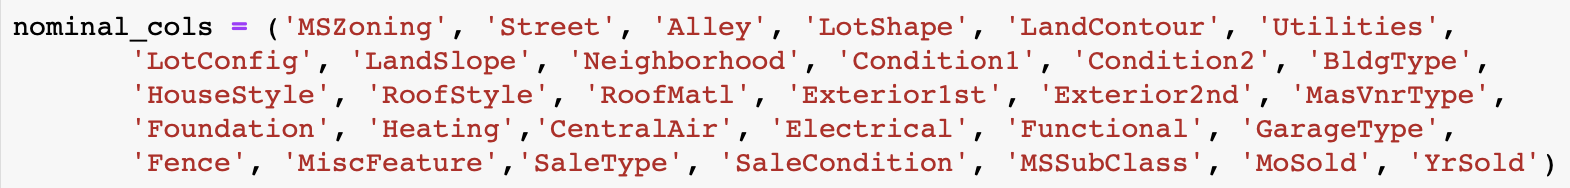 nominal_cols = ('MSZoning', 'Street', 'Alley', 'LotShape', 'LandContour', 'Utilities',
'LotConfig', 'LandSlope', 'Neighborhood', 'Condition1', 'Condition2', 'BldgType',
'HouseStyle', 'RoofStyle', 'RoofMatl', 'Exterior1st', 'Exterior2nd', 'MasVnrType',
'Foundation', 'Heating','CentralAir', 'Electrical', 'Functional', 'GarageType',
'Fence', 'MiscFeature','SaleType', 'SaleCondition', 'MSSubClass', 'MoSold', 'YrSold')